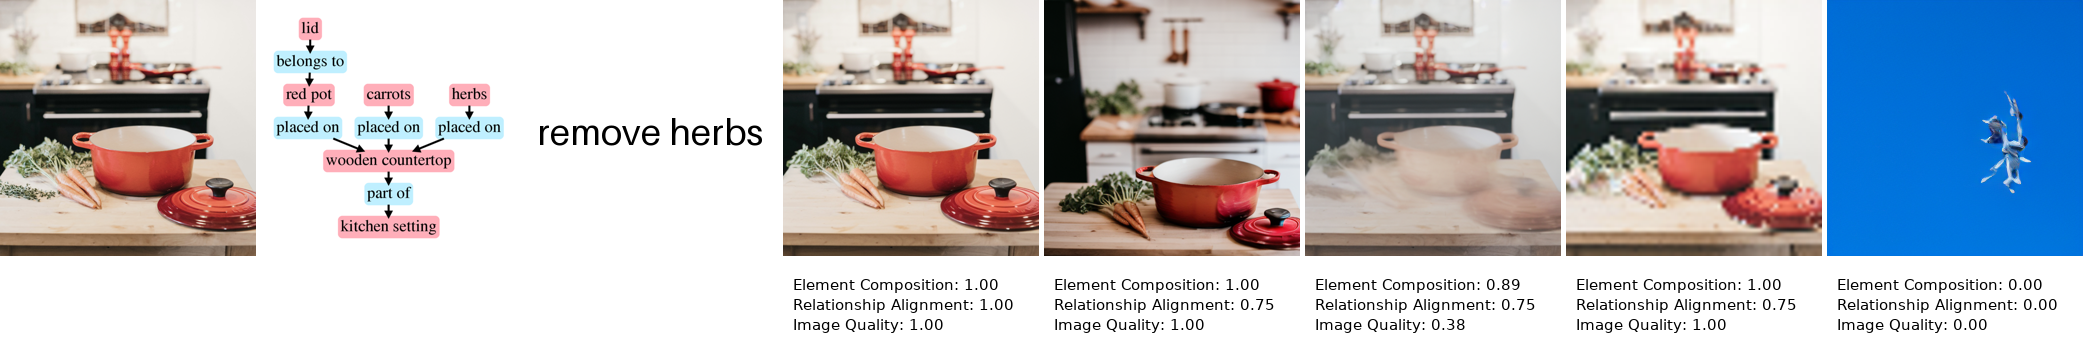 lid
belongs to
red pot carrots herbs
placed on placed on placed on
wooden countertop
part of
kitchen setting
remove herbs
Element Composition: 1.00
Relationship Alignment: 1.00
Image Quality: 1.00
Element Composition: 1.00
Relationship Alignment: 0.75
Image Quality: 1.00
Element Composition: 0.89
Relationship Alignment: 0.75
Image Quality: 0.38
Element Composition: 1.00
Relationship Alignment: 0.75
Image Quality: 1.00
Element Composition: 0.00
Relationship Alignment: 0.00
Image Quality: 0.00